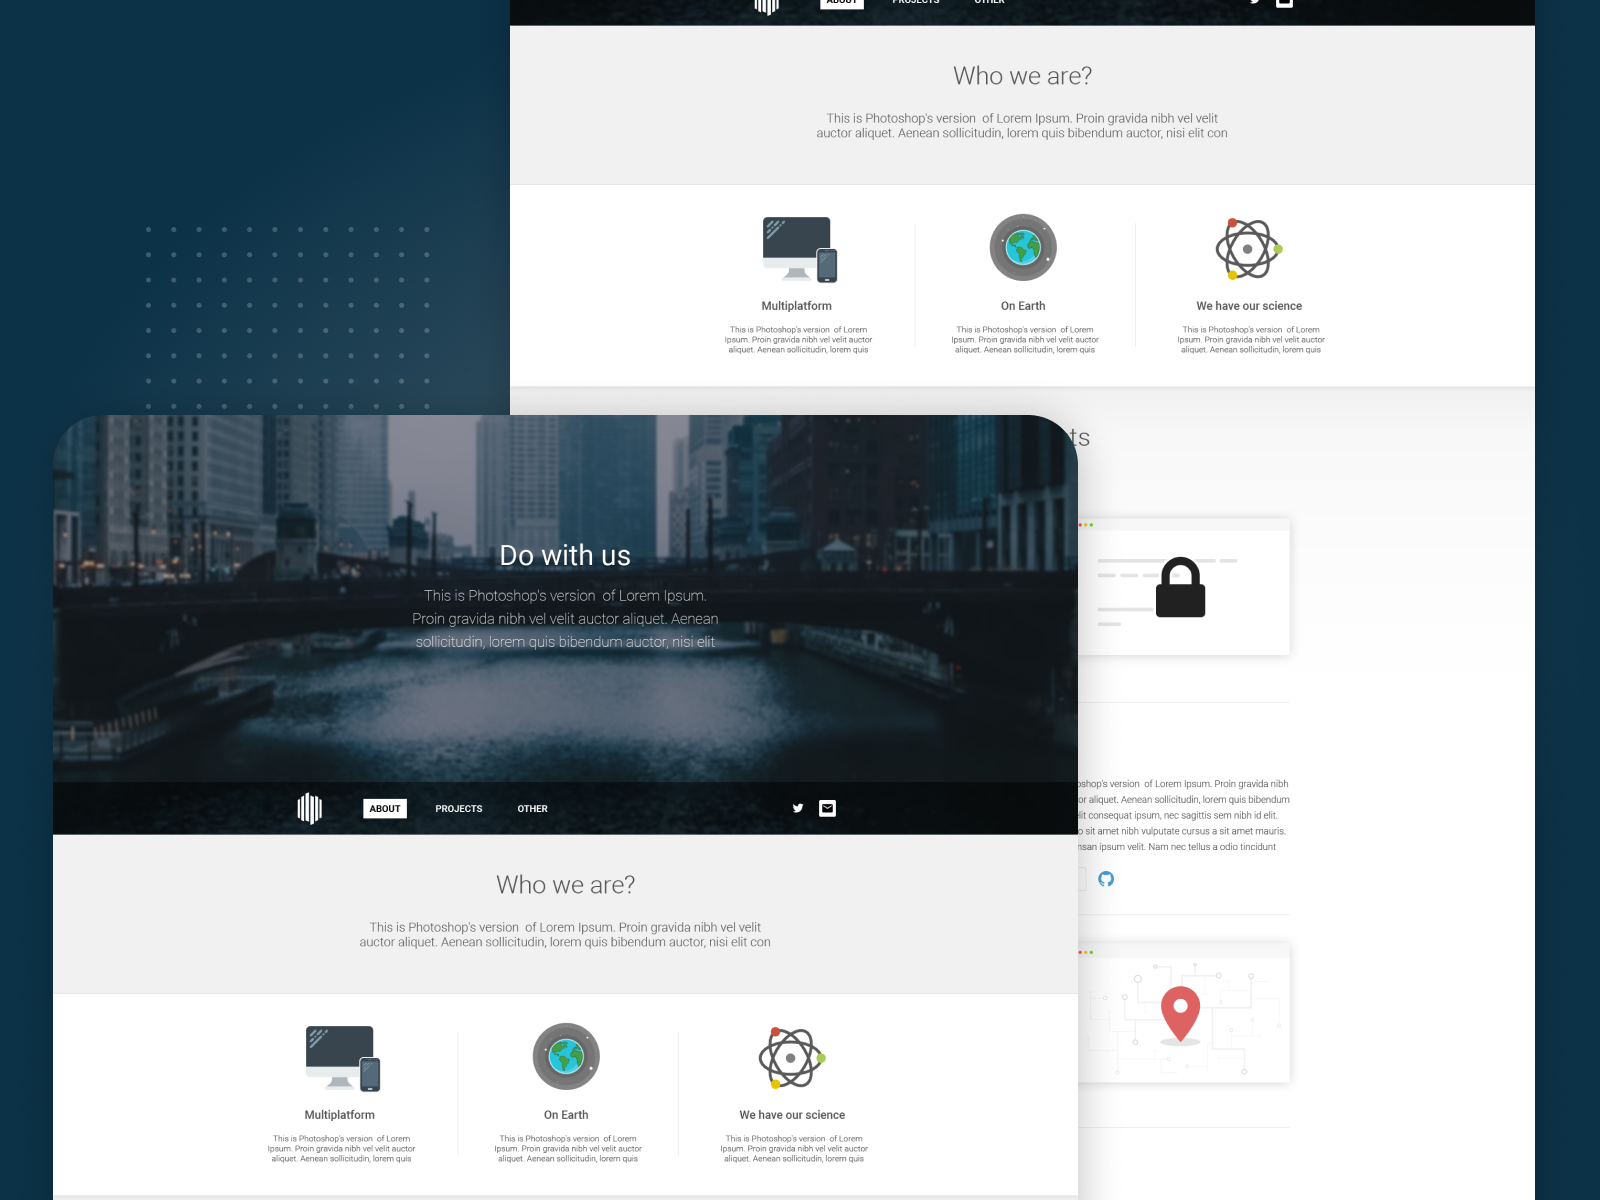 ABOUT
PROJECTS
OTHER
Who we are?
This is Photoshop's version of Lorem Ipsum. Proin gravida nibh vel velit
auctor aliquet. Aenean sollicitudin, lorem quis bibendum auctor, nisi elit con
Multiplatform
This is Photoshop's version of Lorem
Ipsum. Proin gravida nibh vel velit auctor
aliquet. Aenean sollicitudin, lorem quis
On Earth
This is Photoshop's version of Lorem
Ipsum. Proin gravida nibh vel velit auctor
aliquet. Aenean sollicitudin, lorem quis
We have our science
This is Photoshop's version of Lorem
Ipsum. Proin gravida nibh vel velit auctor
aliquet. Aenean sollicitudin, lorem quis
ts
version of Lorem Ipsum. Proin gravida nibh
or aliquet. Aenean sollicitudin, lorem quis bibendum
consequat ipsum, nec sagittis sem nibh id elit.
sit amet nibh vulputate cursus a sit amet mauris.
ipsum velit. Nam nec tellus a odio tincidunt
Do with us
This is Photoshop's version of Lorem Ipsum.
Proin gravida nibh vel velit auctor aliquet. Aenean
sollicitudin, lorem quis bibendum auctor, nisi elit
ABOUT
PROJECTS
OTHER
Who we are?
This is Photoshop's version of Lorem Ipsum. Proin gravida nibh vel velit
auctor aliquet. Aenean sollicitudin, lorem quis bibendum auctor, nisi elit con
Multiplatform
This is Photoshop's version of Lorem
Ipsum. Proin gravida nibh vel velit auctor
aliquet. Aenean sollicitudin, lorem quis
On Earth
This is Photoshop's version of Lorem
Ipsum. Proin gravida nibh vel velit auctor
aliquet. Aenean sollicitudin, lorem quis
We have our science
This is Photoshop's version of Lorem
Ipsum. Proin gravida nibh vel velit auctor
aliquet. Aenean sollicitudin, lorem quis